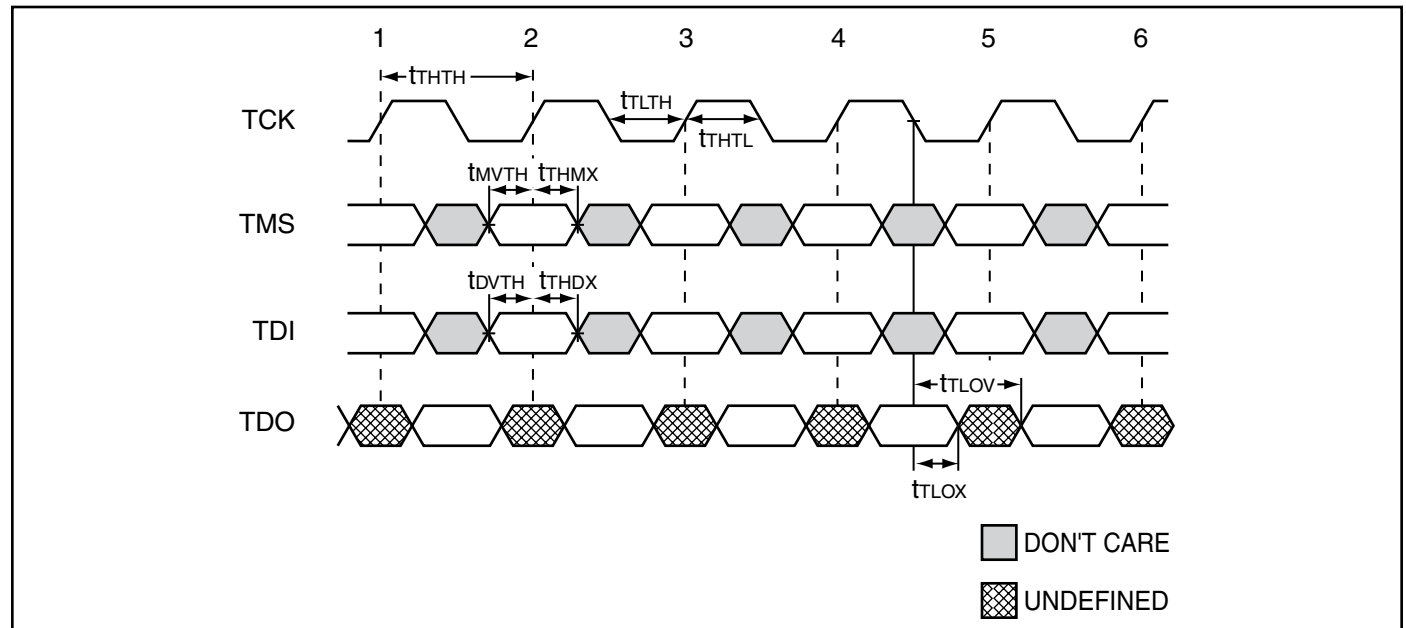 1 2 3 4 5 6
tTHTH
TCK
tTLTH
tTHTL
tMVTH tTHMX
TMS
tDVTH tTHDX
TDI
tTLOV
TDO
tTLOX
DON'T CARE
UNDEFINED